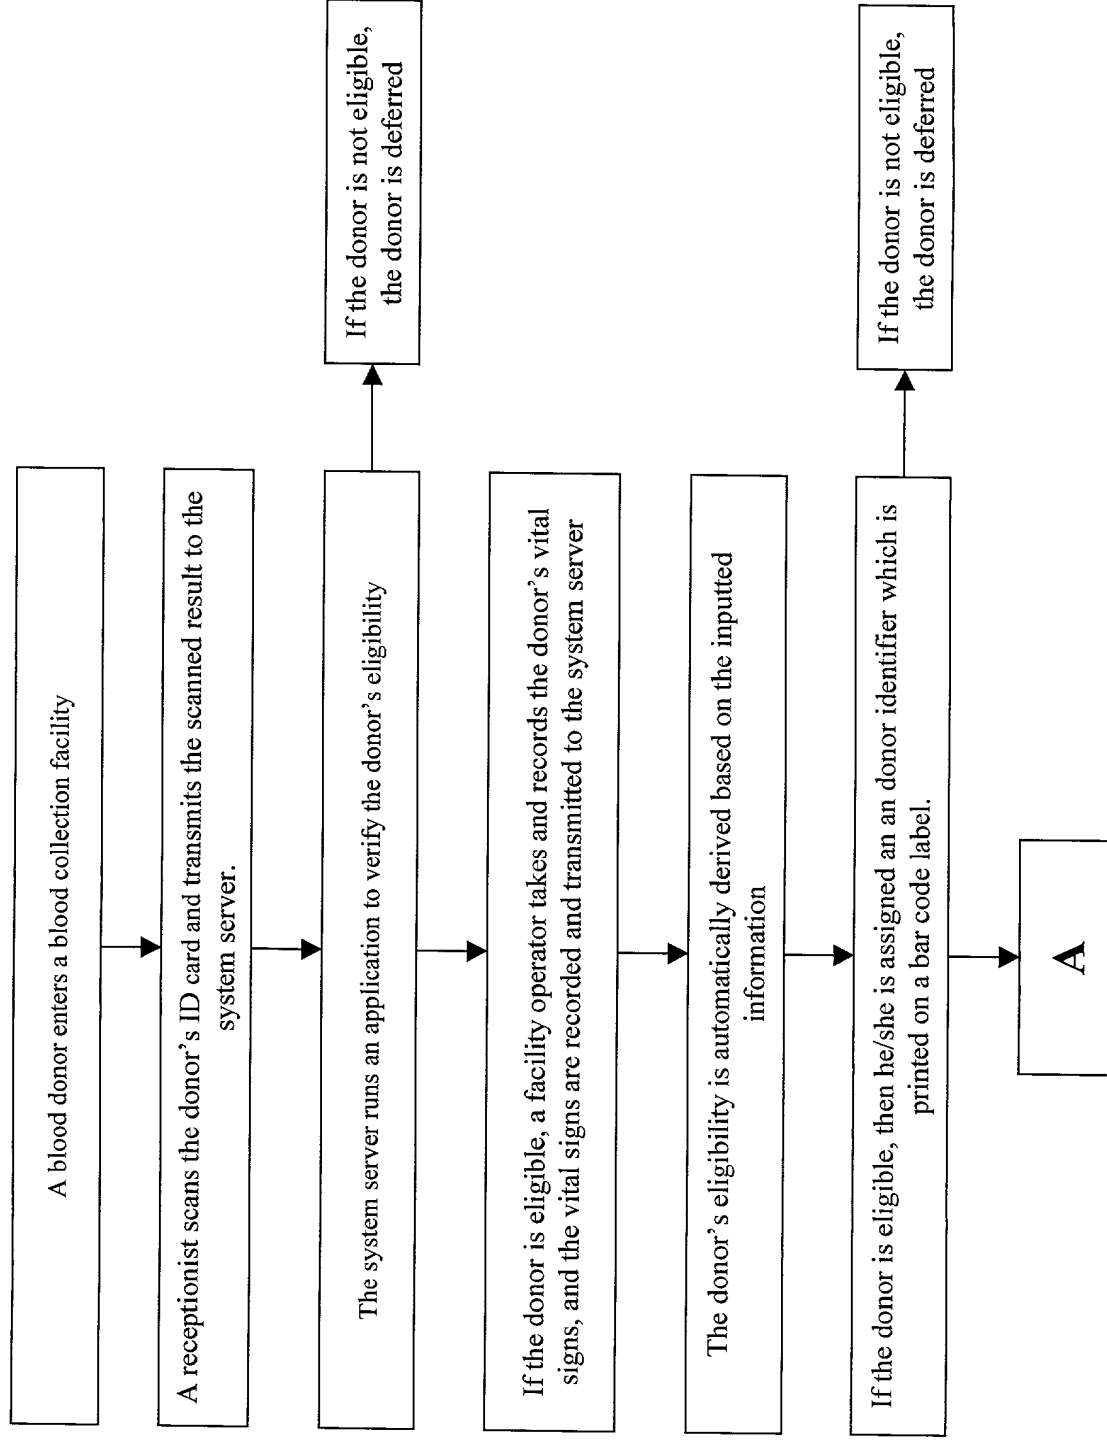 A blood donor enters a blood collection facility
A receptionist scans the donor's ID card and transmits the scanned result to the
system server.
The system server runs an application to verify the donor's eligibility
If the donor is not eligible,
the donor is deferred
If the donor is eligible, a facility operator takes and records the donor's vital
signs, and the vital signs are recorded and transmitted to the system server
The donor's eligibility is automatically derived based on the inputted
information
If the donor is eligible, then he/she is assigned an an donor identifier which is
printed on a bar code label.
If the donor is not eligible,
the donor is deferred
A